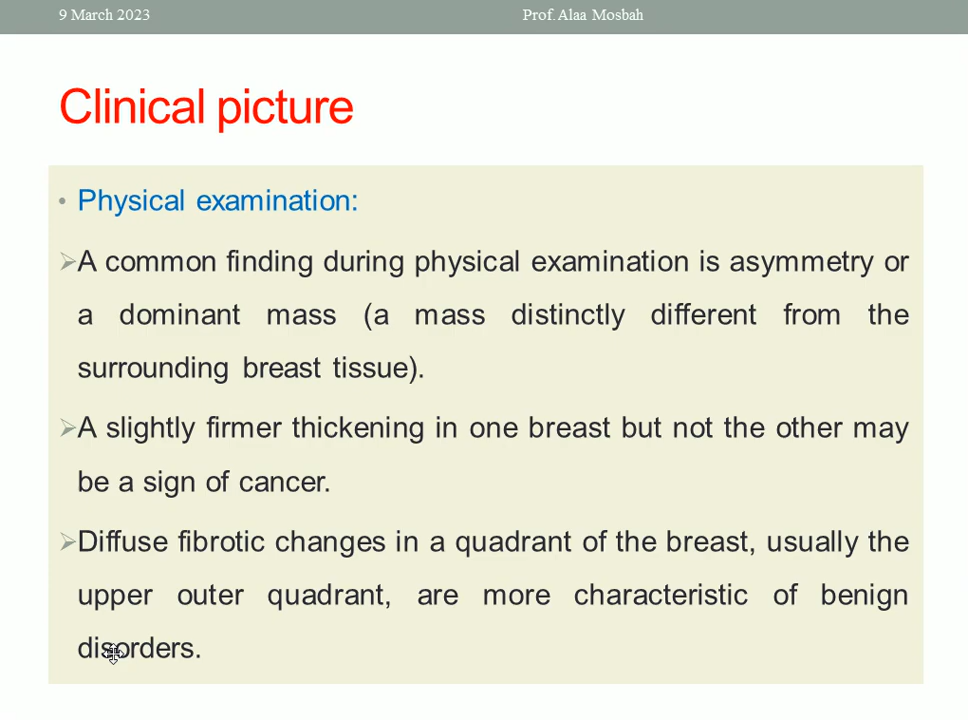 9 March 2023
Prof. Alaa Mosbah
Clinical picture
• Physical examination:
➢A common finding during physical examination is asymmetry or
a dominant mass (a mass distinctly different from the
surrounding breast tissue).
➢A slightly firmer thickening in one breast but not the other may
be a sign of cancer.
➢Diffuse fibrotic changes in a quadrant of the breast, usually the
upper outer quadrant, are more characteristic of benign
disorders.